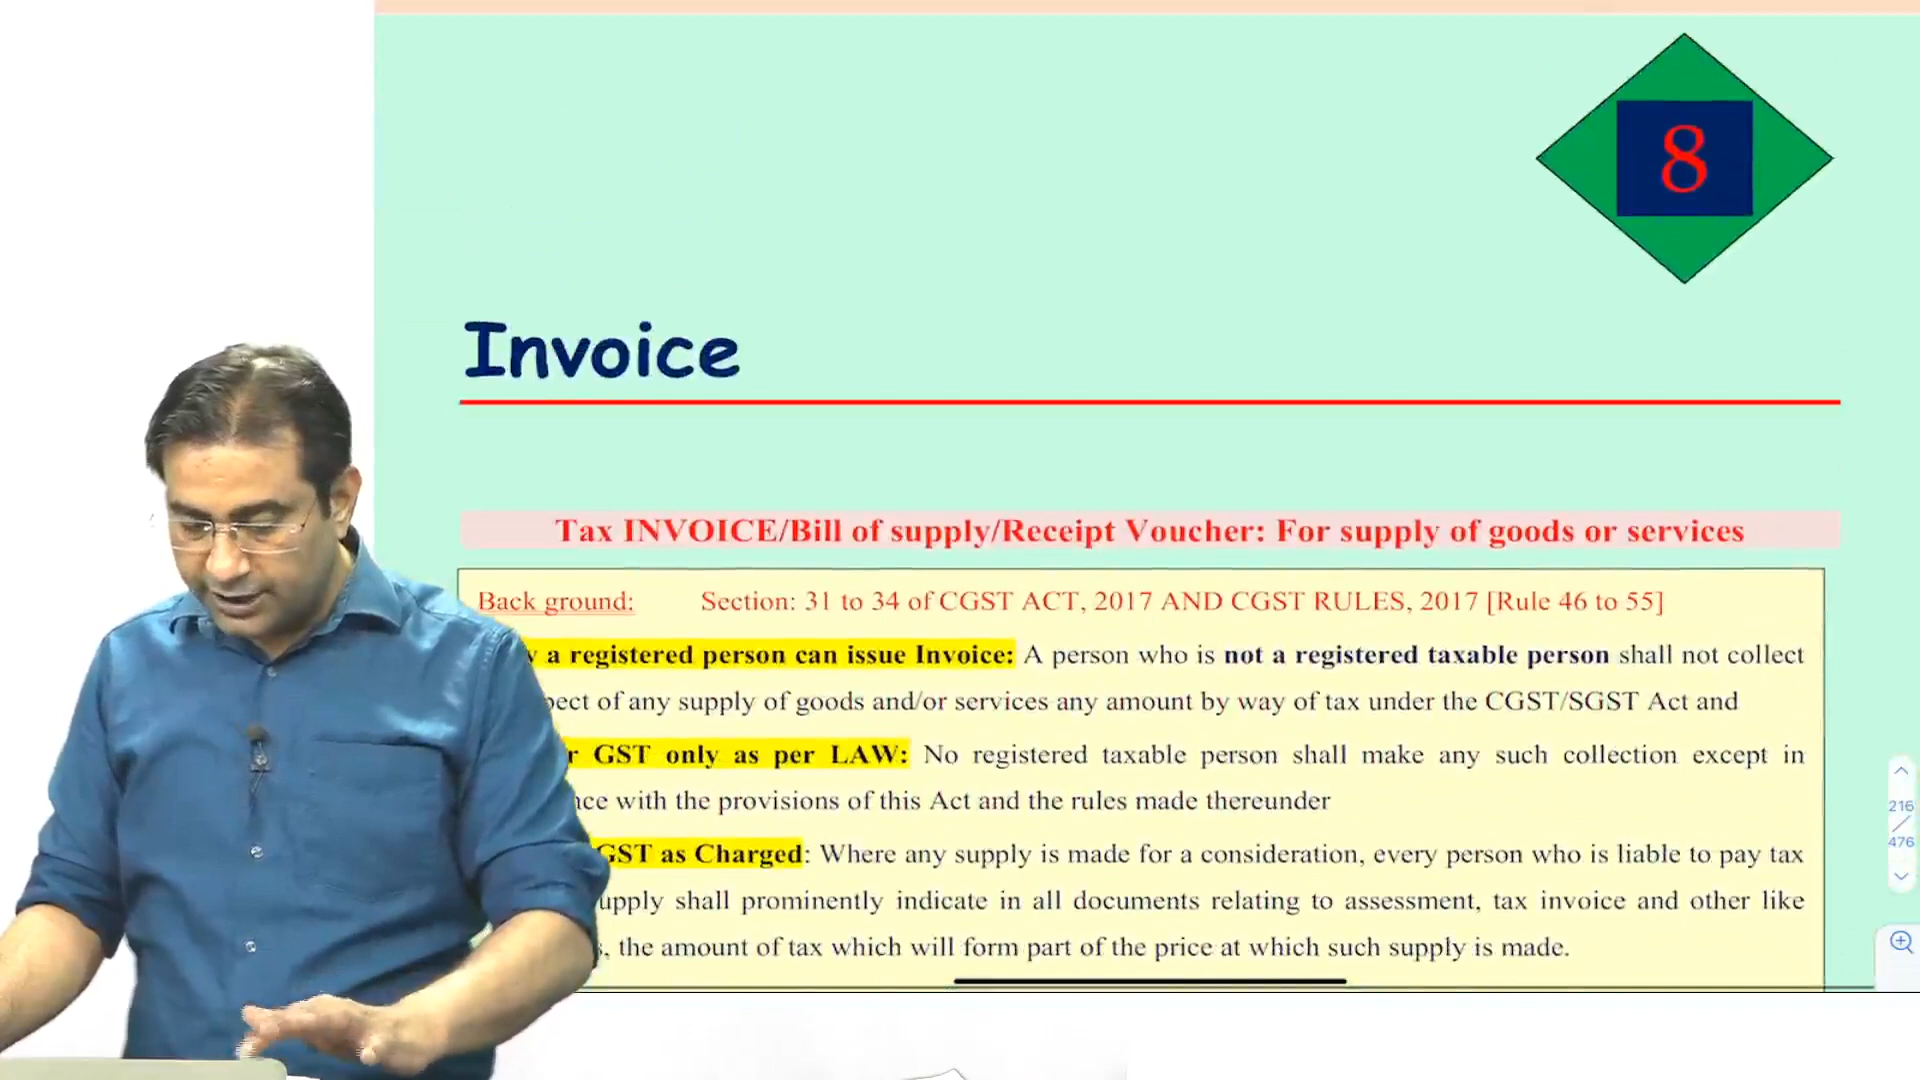 8
Invoice
Tax INVOICE/Bill of supply/Receipt Voucher: For supply of goods or services
Back ground: Section: 31 to 34 of CGST ACT, 2017 AND CGST RULES, 2017 [Rule 46 to 55]
a registered person can issue Invoice: A person who is not a registered taxable person shall not collect
of any supply of goods and/or services any amount by way of tax under the CGST/SGST Act and
GST only as per LAW: No registered taxable person shall make any such collection except in
with the provisions of this Act and the rules made thereunder
GST as Charged: Where any supply is made for a consideration, every person who is liable to pay tax
shall prominently indicate in all documents relating to assessment, tax invoice and other like
the amount of tax which will form part of the price at which such supply is made.
216
/
476